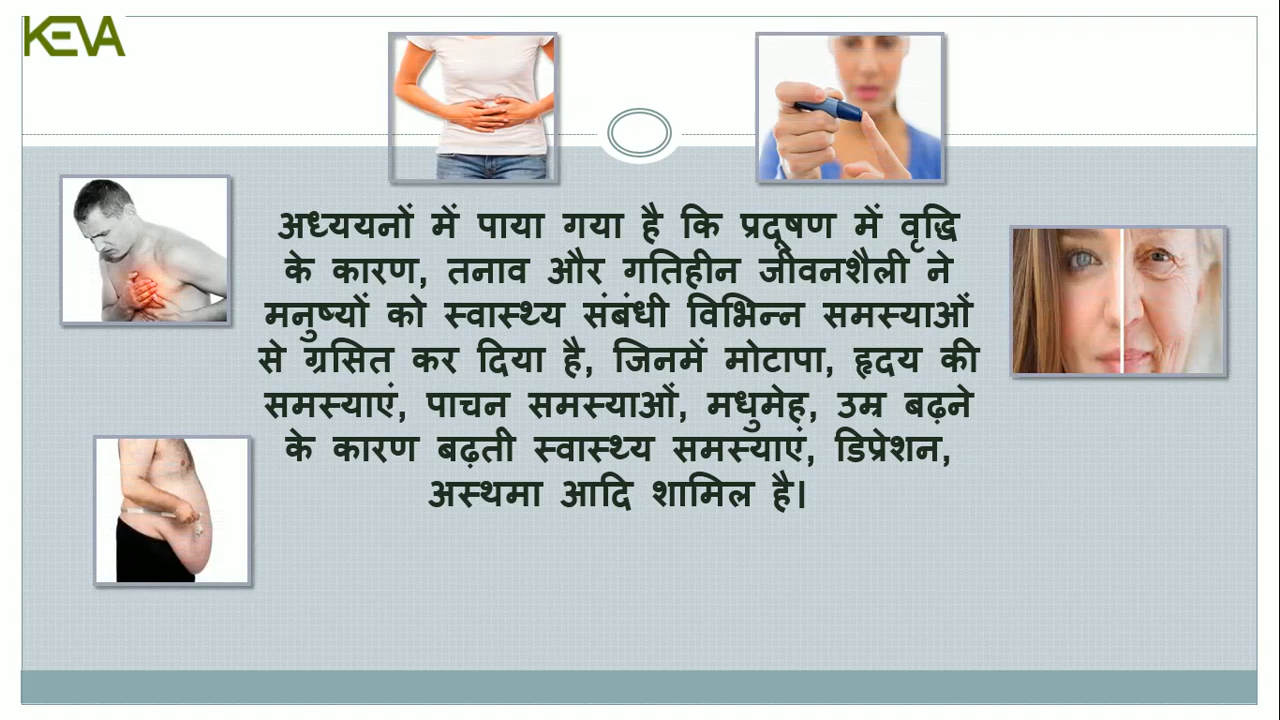 KEVA
अध्ययनों में पाया गया है कि प्रदूषण में वृद्धि
के कारण, तनाव और गतिहीन जीवनशैली ने
मनुष्यों को स्वास्थ्य संबंधी विभिन्न समस्याओं
से ग्रसित कर दिया है, जिनमें मोटापा, हृदय की
समस्याएं, पाचन समस्याओं, मधुमेह, उम्र बढ़ने
के कारण बढ़ती स्वास्थ्य समस्याएं, डिप्रेशन,
अस्थमा आदि शामिल है।